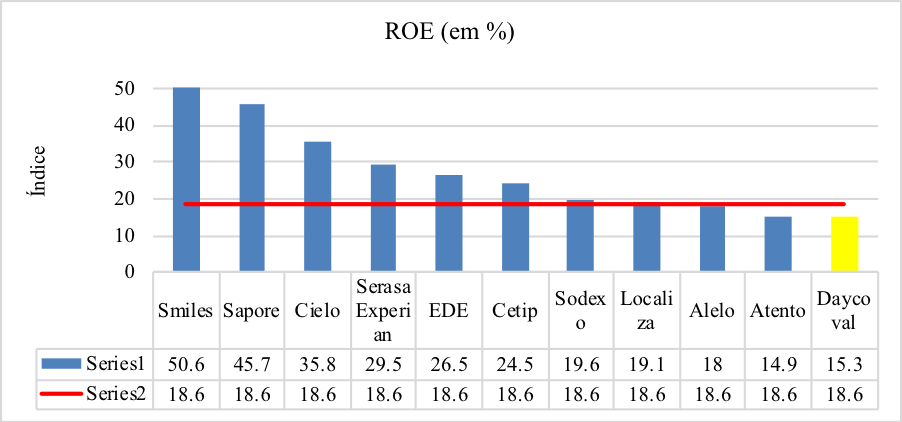 ROE (em %)
Índice
50
40
30
20
10
0
Smiles Sapore Cielo Serasa Experi an EDE Cetip Sodex o Locali za Alelo Atento Dayco val
Series1 50.6 45.7 35.8 29.5 26.5 24.5 19.6 19.1 18 14.9 15.3
Series2 18.6 18.6 18.6 18.6 18.6 18.6 18.6 18.6 18.6 18.6 18.6